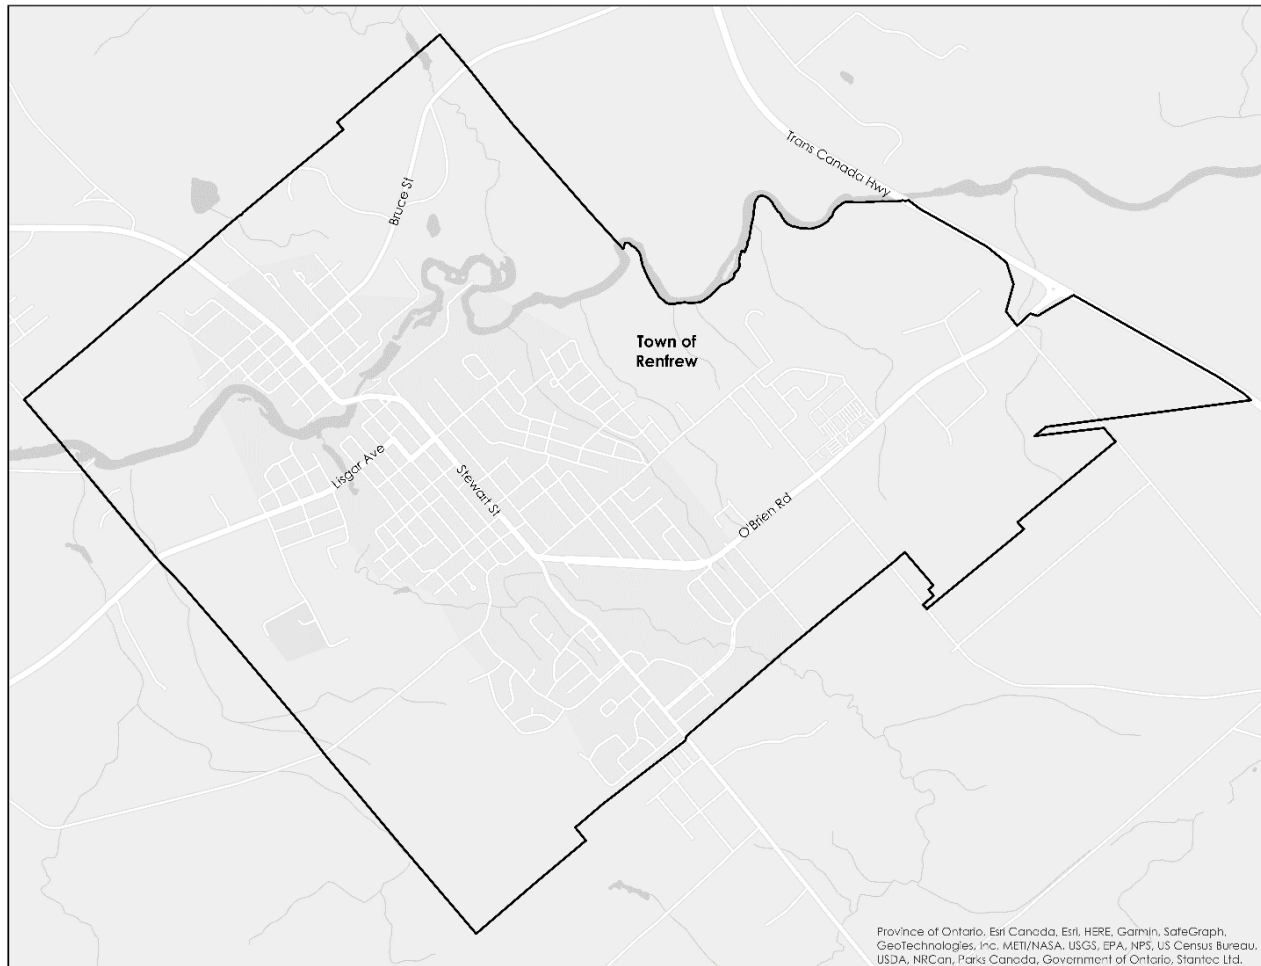 Trans Canada Hwy
Bruce St
Town of
Renfrew
Lisgar Ave
Stewart St
O'Brien Rd
Province of Ontario, Esri Canada, Esri, HERE, Garmin, SafeGraph,
GeoTechnologies, Inc, METI/NASA, USGS, EPA, NPS, US Census Bureau,
USDA, NRCan, Parks Canada, Government of Ontario, Stantec Ltd.